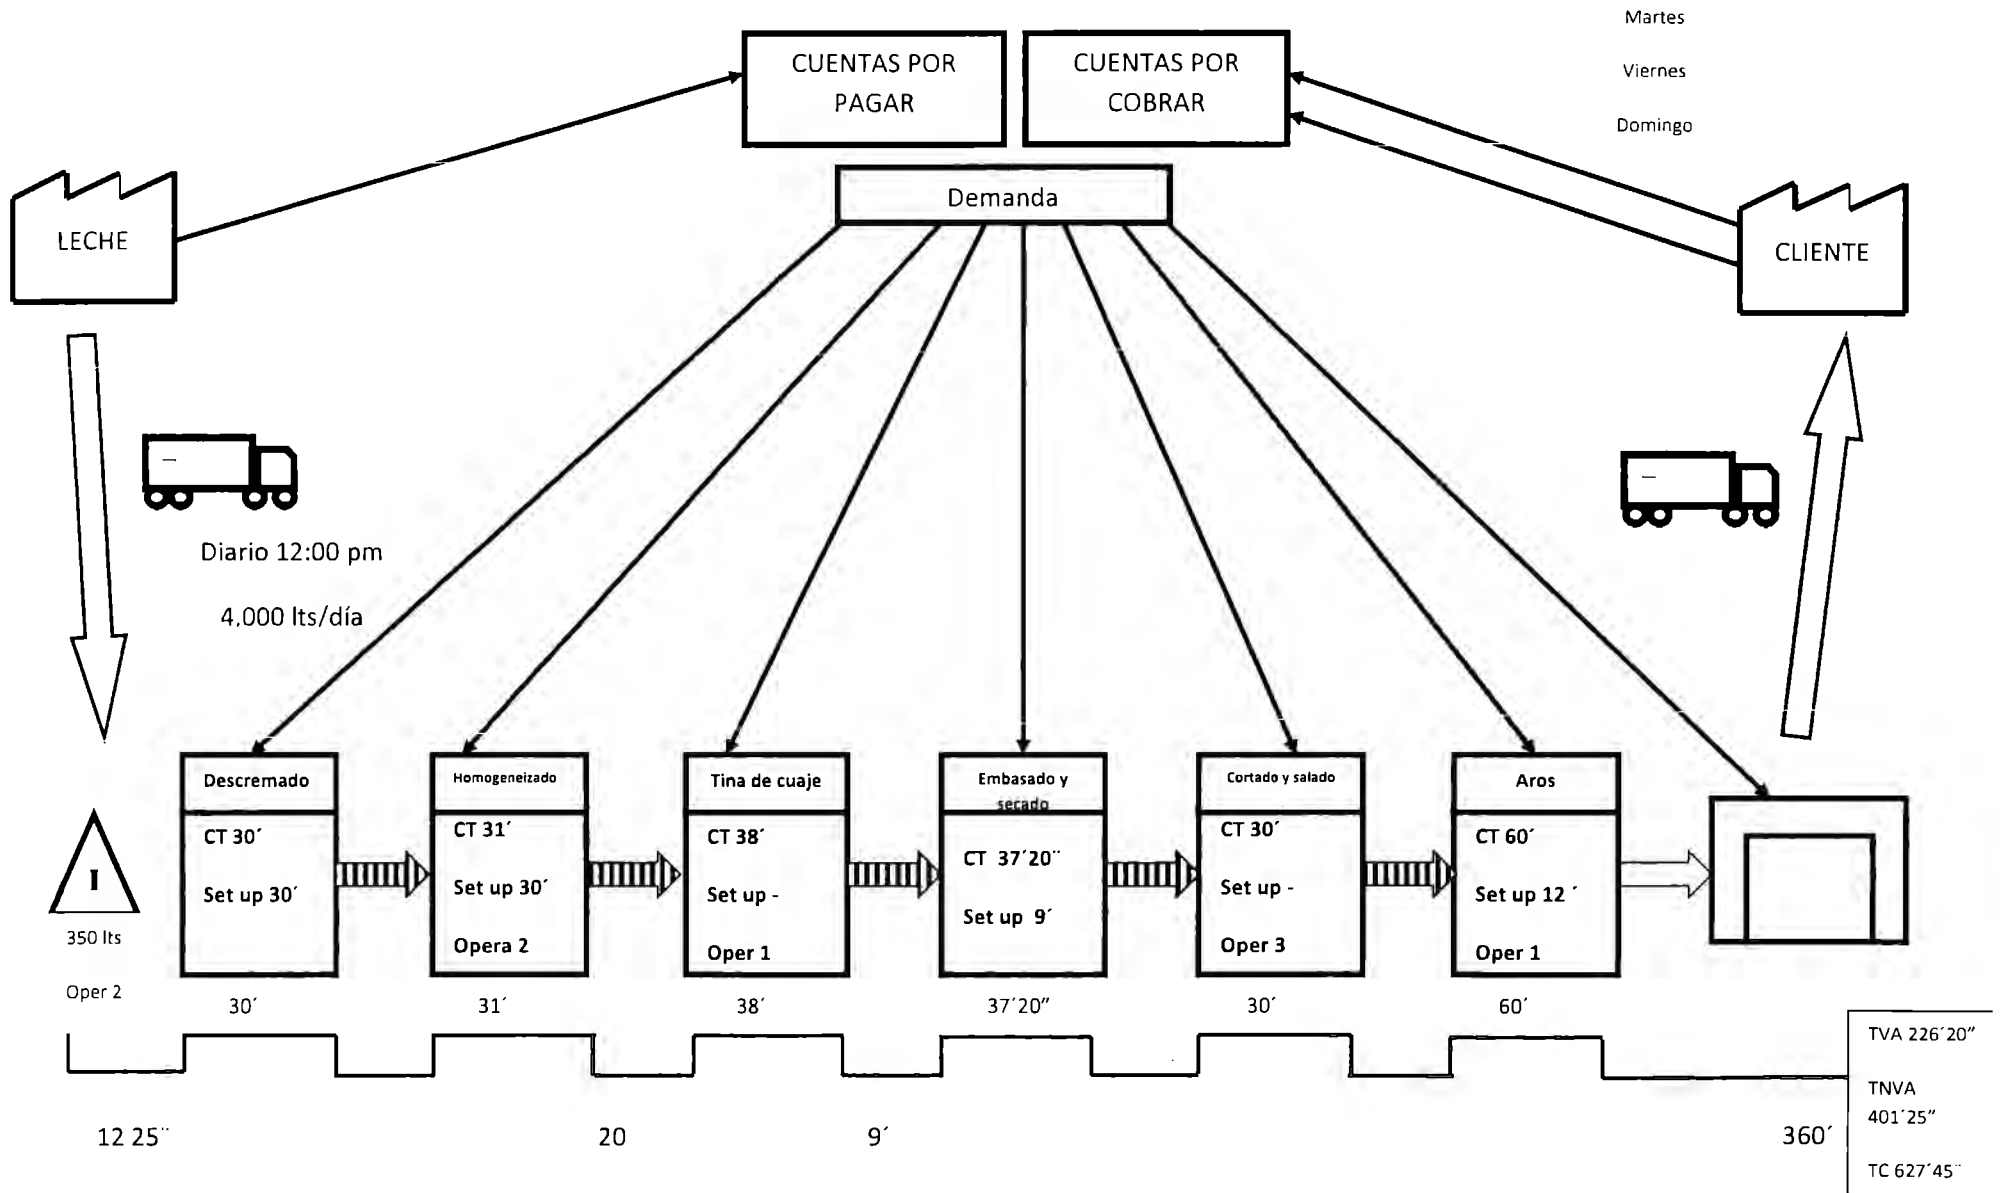 Martes
Viernes
Domingo
CUENTAS POR
PAGAR
CUENTAS POR
COBRAR
Demanda
LECHE
CLIENTE
Diario 12:00 pm
4,000 lts/día
Descremado
CT 30´
Set up 30´
Homogeneizado
CT 31´
Set up 30´
Opera 2
Tina de cuaje
CT 38´
Set up -
Oper 1
Embasado y
secado
CT 37´20¨
Set up 9´
Cortado y salado
CT 30´
Set up -
Oper 3
Aros
CT 60´
Set up 12 ´
Oper 1
I
350 lts
Oper 2
30´
31´
38´
37´20”
30´
60´
12 25¨
20
9´
360´
TVA 226´20”
TNVA
401´25”
TC 627´45¨